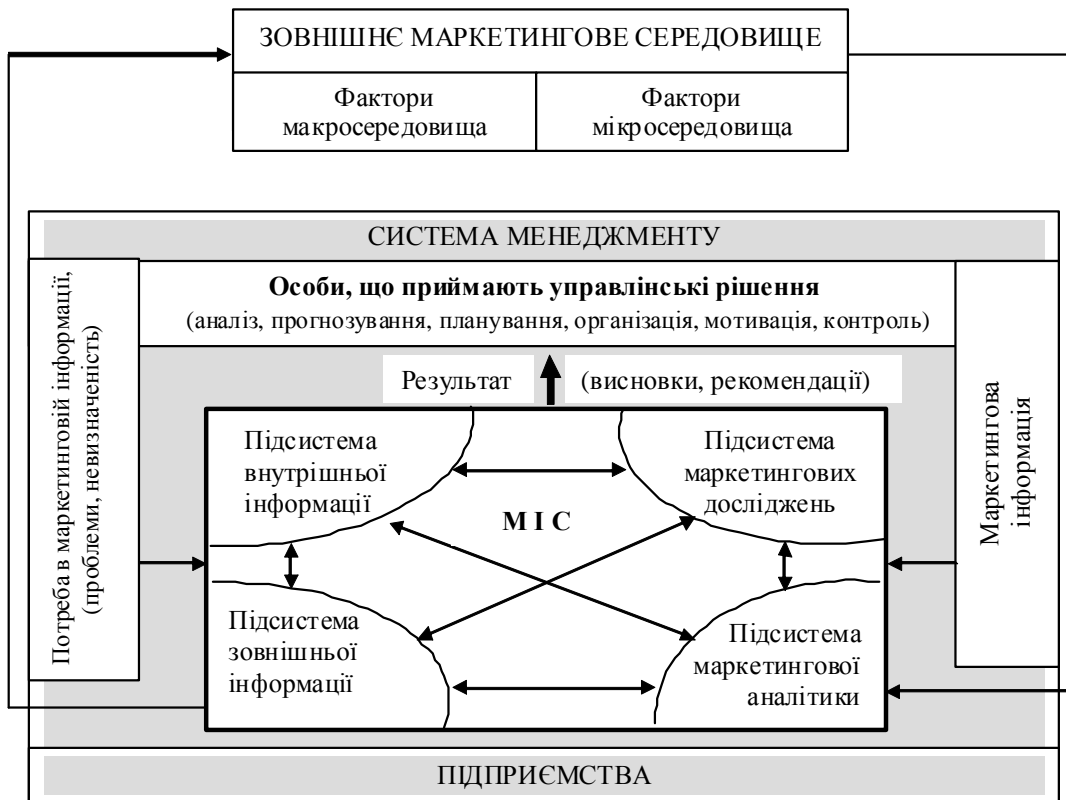 ЗОВНІШНЄ МАРКЕТИНГОВЕ СЕРЕДОВИЩЕ
Фактори
макросередовища
Фактори
мікросередовища
СИСТЕМА МЕНЕДЖМЕНТУ
Потреба в маркетинговій інформації,
(проблеми, невизначеність)
Особи, що приймають управлінські рішення
(аналіз, прогнозування, планування, організація, мотивація, контроль)
Маркетингова
інформація
Результат
(висновки, рекомендації)
Підсистема
внутрішньої
інформації
Підсистема
маркетингових
досліджень
М І С
Підсистема
зовнішньої
інформації
Підсистема
маркетингової
аналітики
ПІДПРИЄМСТВА